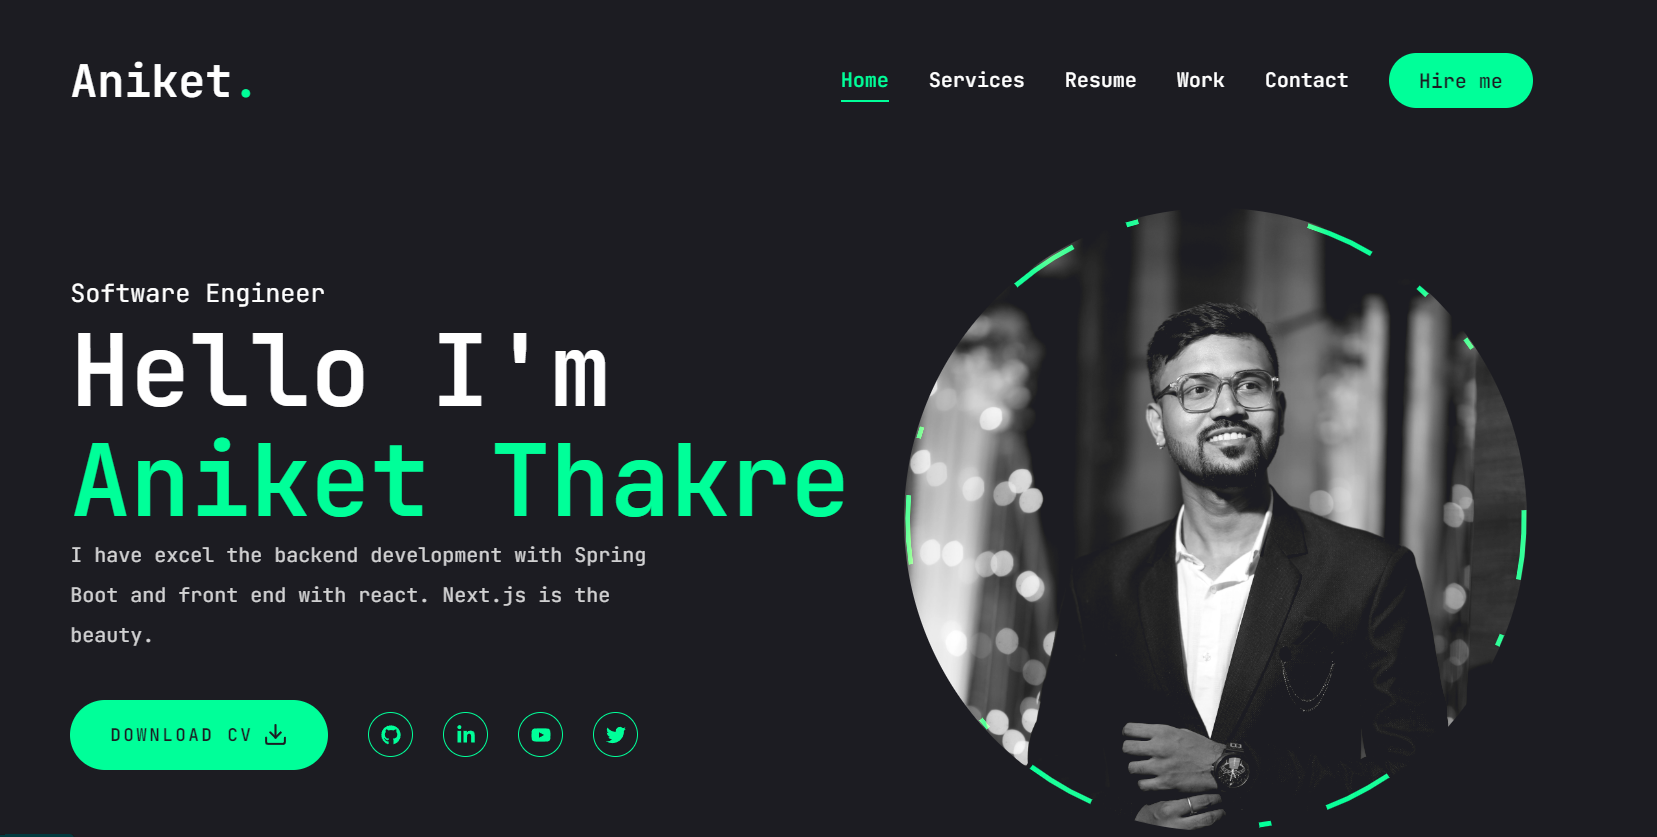 Aniket.
Home Services Resume Work Contact Hire me
Software Engineer
Hello I'm
Aniket Thakre
I have excel the backend development with Spring
Boot and front end with react. Next.js is the
beauty.
DOWNLOAD CV
in